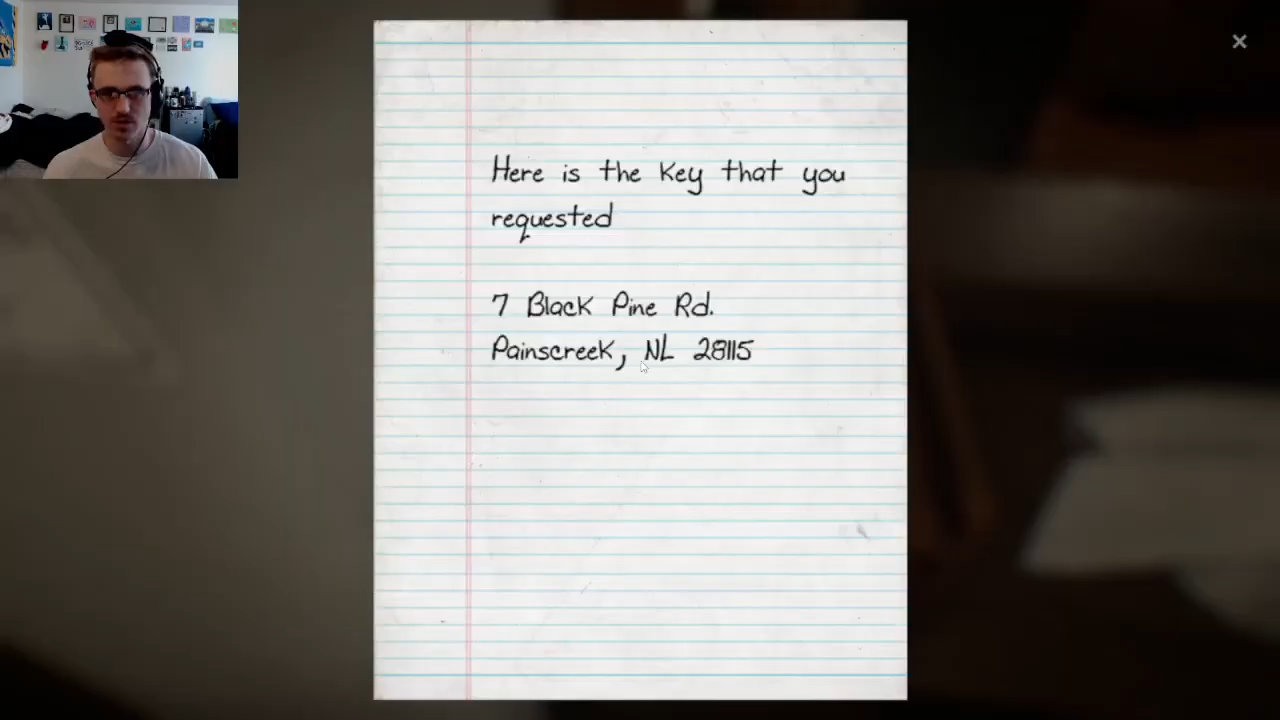 Here is the key that you
requested
7 Black Pine Rd.
Painscreek, NL 28115